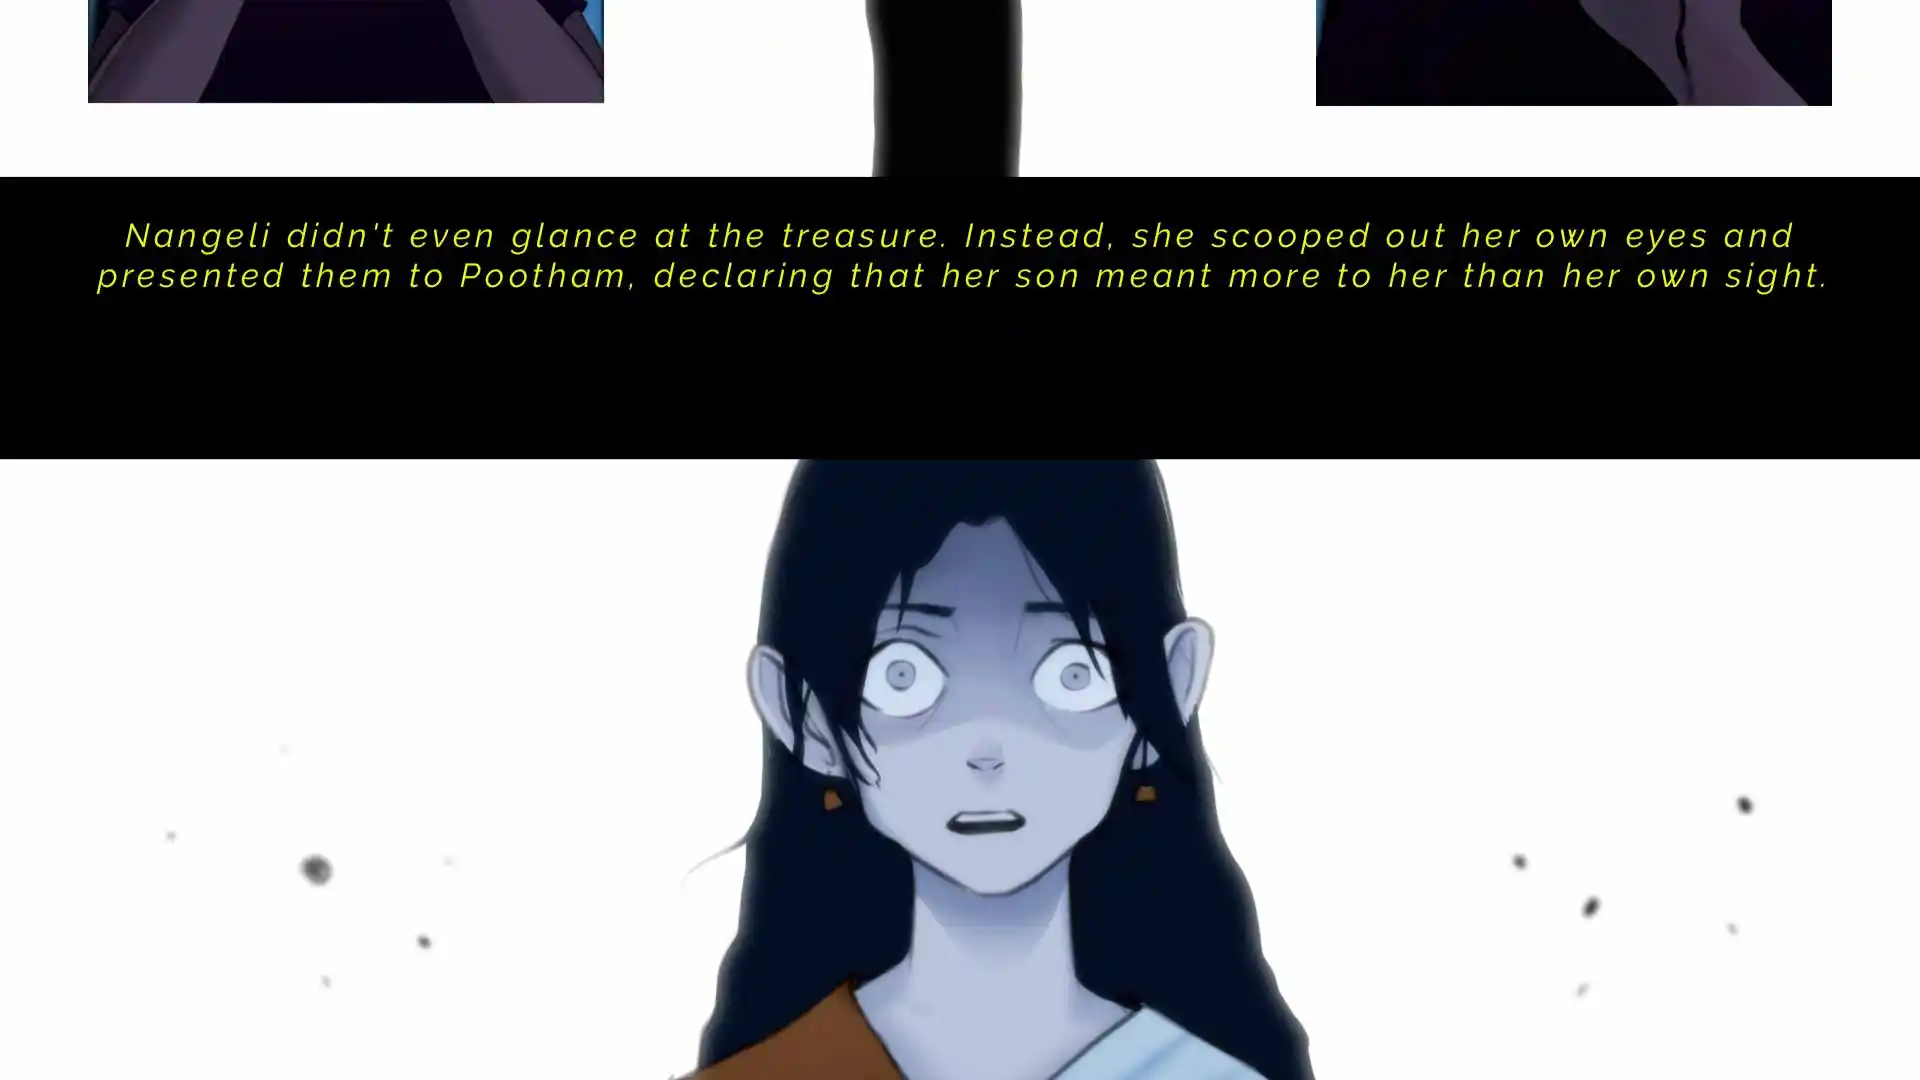 Nangeli didn't even glance at the treasure. Instead, she scooped out her own eyes and
presented them to Pootham, declaring that her son meant more to her than her own sight.